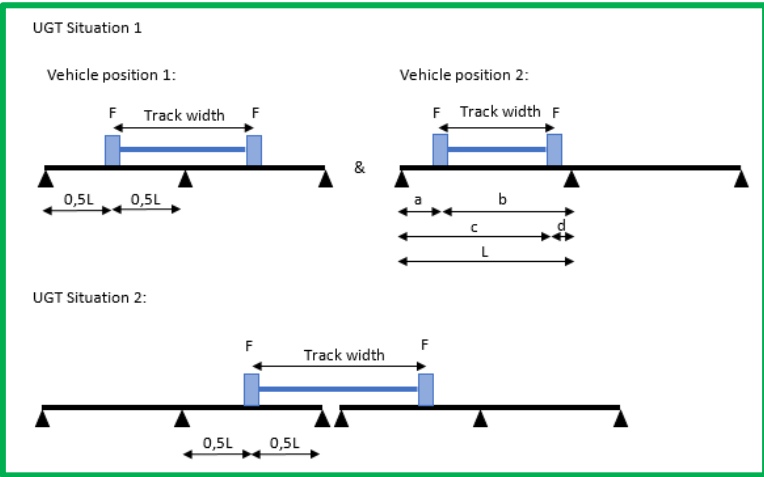 UGT Situation 1
Vehicle position 1:
Vehicle position 2:
F Track width F
F Track width F
&
0,5L 0,5L
a b
c d
L
UGT Situation 2:
F F
Track width
0,5L 0,5L